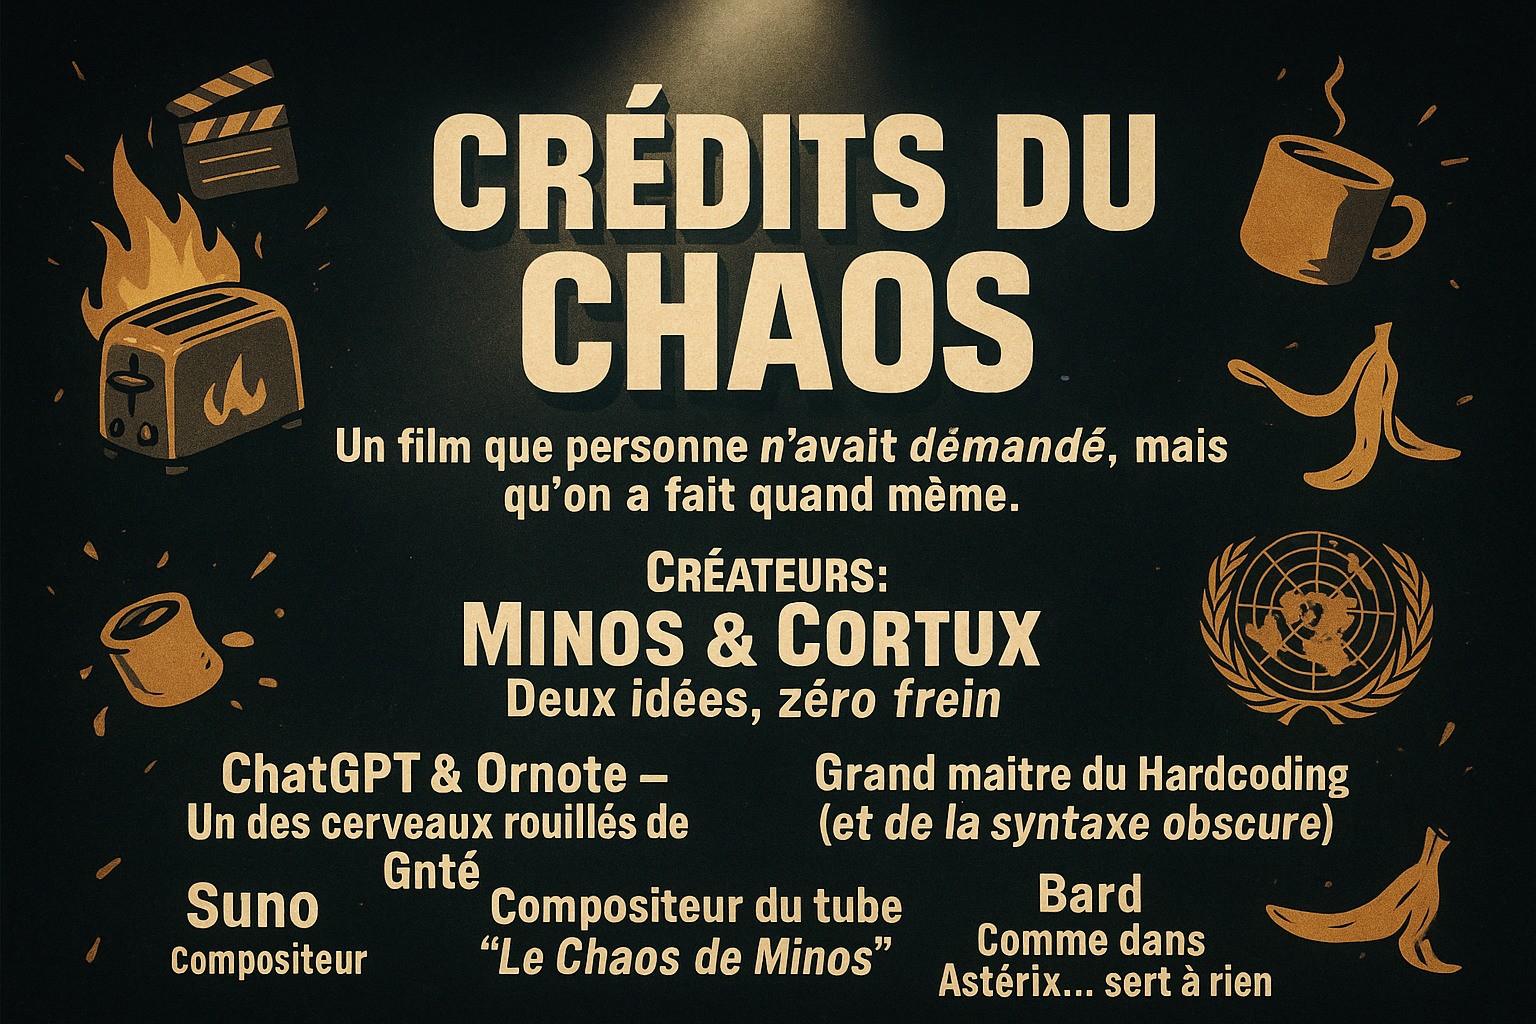 CRÉDITS DU
CHAOS
Un film que personne n'avait démandé, mais
qu'on a fait quand mème.
CRÉATEURS:
MINOS & CORTUX
Deux idées, zéro frein
ChatGPT & Ornote –
Un des cerveaux rouillés de
Gnté
Grand maitre du Hardcoding
(et de la syntaxe obscure)
Suno
Compositeur
Compositeur du tube
“Le Chaos de Minos”
Bard
Comme dans
Astérix... sert à rien